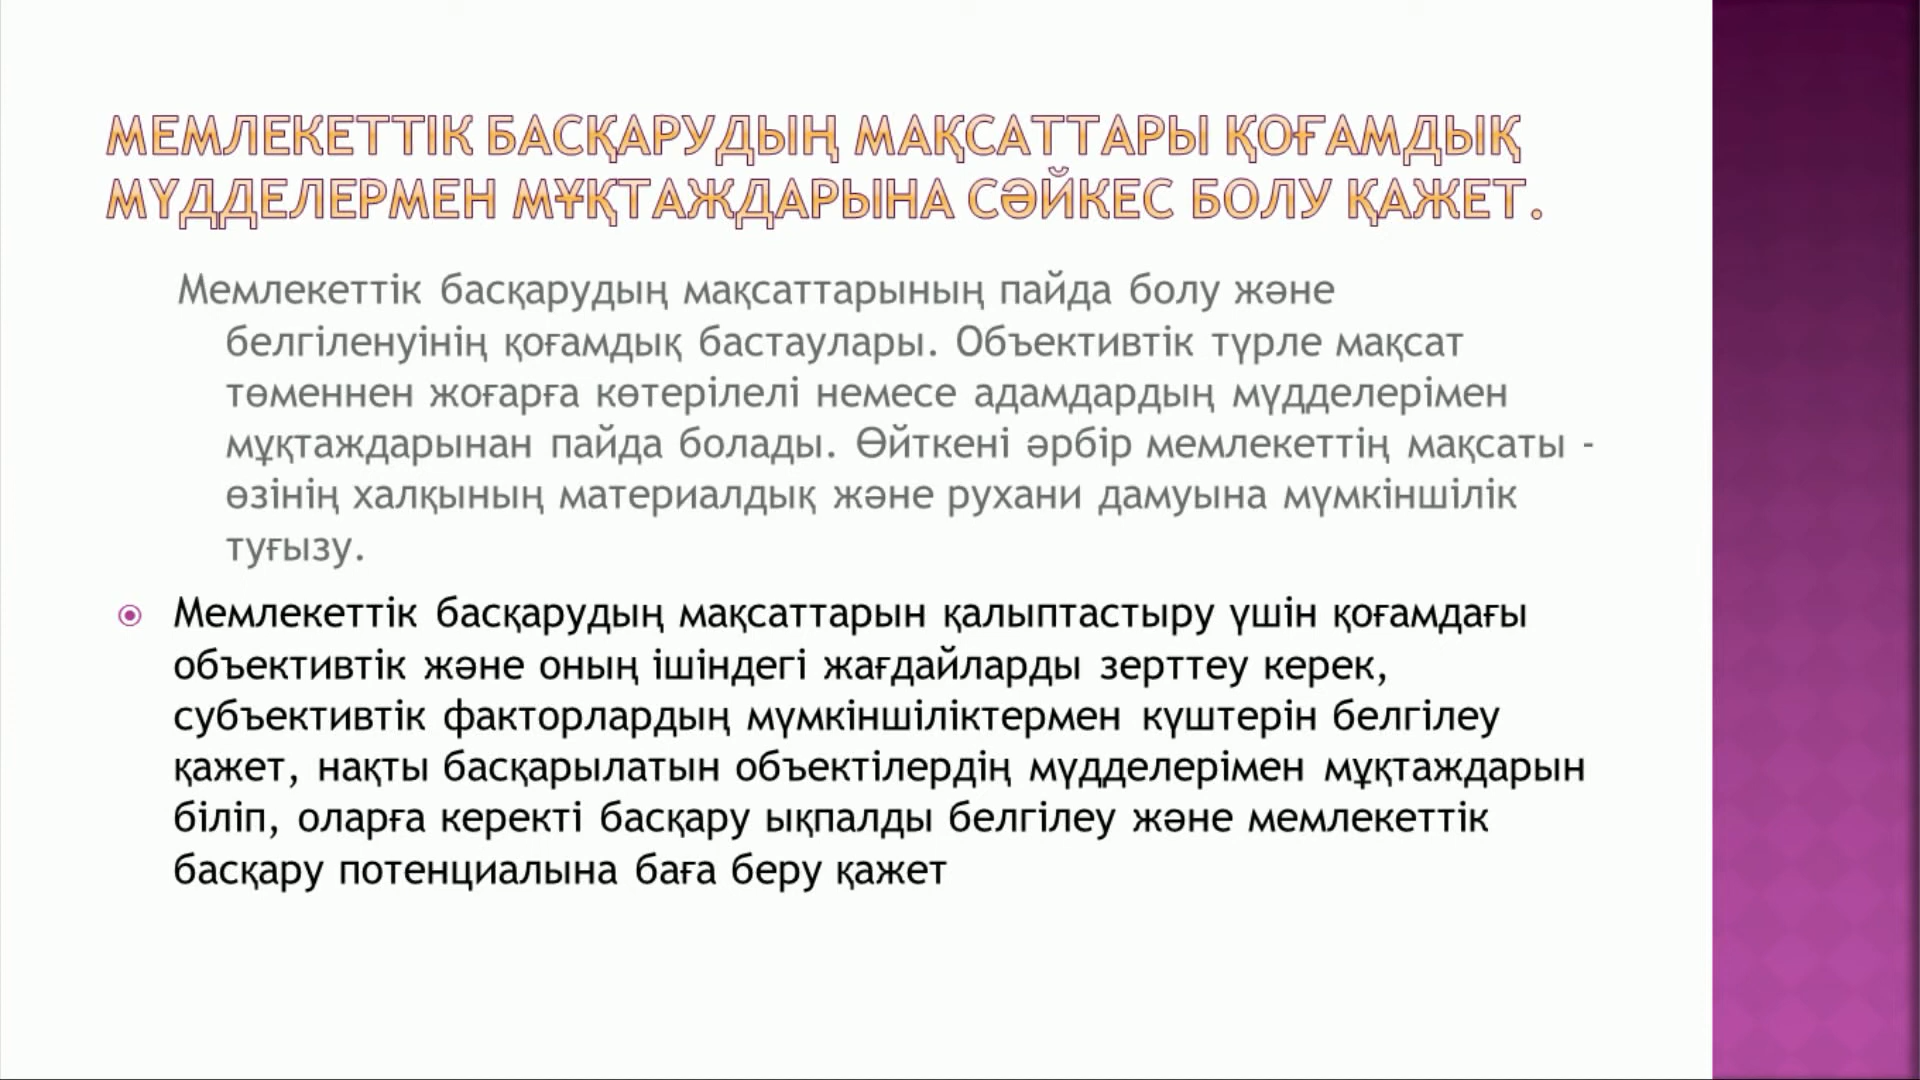 МЕМЛЕКЕТТІК БАСҚАРУДЫҢ МАҚСАТТАРЫ ҚОҒАМДЫҚ
МҮДДЕЛЕРМЕН МҰҚТАЖДАРЫНА СӘЙКЕС БОЛУ ҚАЖЕТ.
Мемлекеттік басқарудың мақсаттарының пайда болу және
белгіленуінің қоғамдық бастаулары. Объективтік түрле мақсат
төменнен жоғарға көтерілелі немесе адамдардың мүдделерімен
мұқтаждарынан пайда болады. Өйткені әрбір мемлекеттің мақсаты -
өзінің халқының материалдық және рухани дамуына мүмкіншілік
туғызу.
Мемлекеттік басқарудың мақсаттарын қалыптастыру үшін қоғамдағы
объективтік және оның ішіндегі жағдайларды зерттеу керек,
субъективтік факторлардың мүмкіншіліктермен күштерін белгілеу
қажет, нақты басқарылатын объектілердің мүдделерімен мұқтаждарын
біліп, оларға керекті басқару ықпалды белгілеу және мемлекеттік
басқару потенциалына баға беру қажет